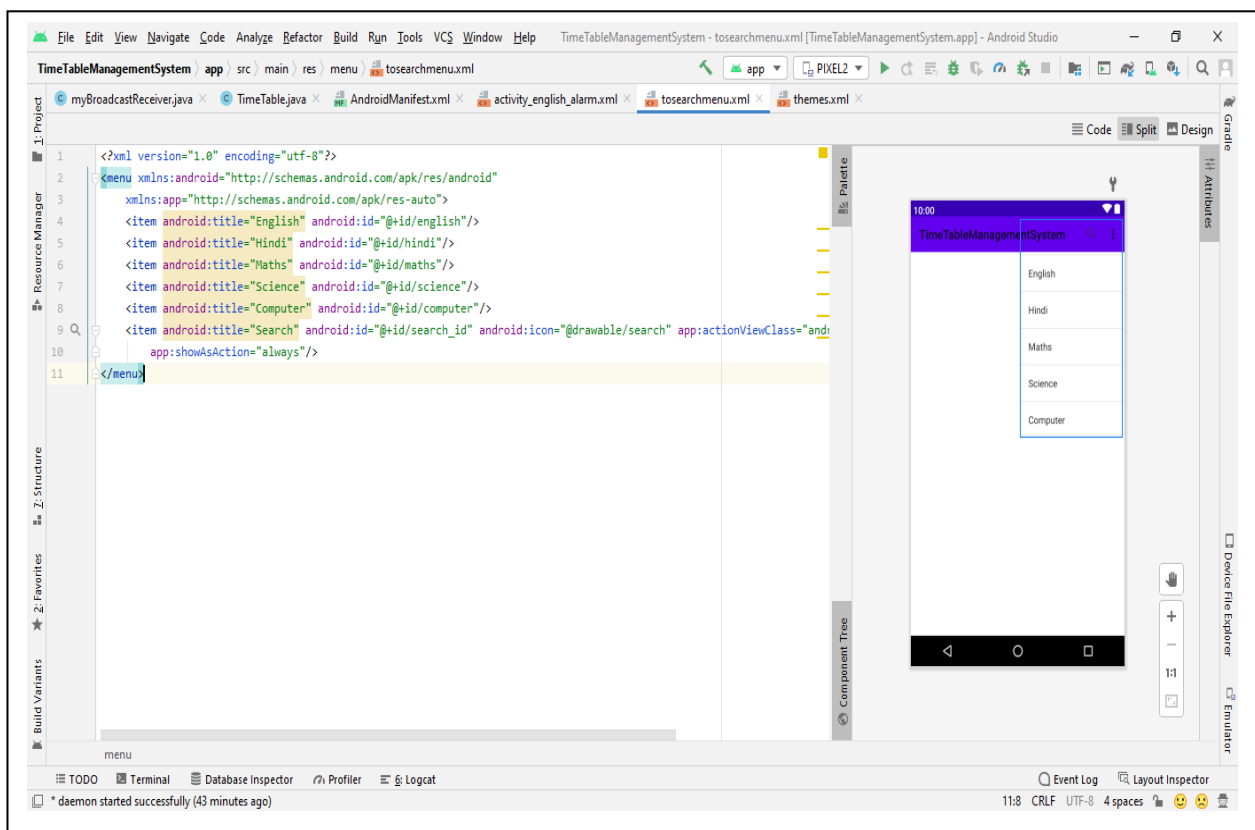 File Edit View Navigate Code Analyze Refactor Build Run Tools VCS Window Help TimeTableManagementSystem - tosearchmenu.xml [TimeTableManagementSystem.app] - Android Studio
TimeTableManagementSystem app src main res menu tosearchmenu.xml app PIXEL2
myBroadcastReceiver.java TimeTable.java AndroidManifest.xml activity_english_alarm.xml tosearchmenu.xml themes.xml
Code Split Design
1: Project
Resource Manager
Z: Structure
2: Favorites
Build Variants
1 <?xml version="1.0" encoding="utf-8"?>
2 <menu xmlns:android="http://schemas.android.com/apk/res/android"
3 xmlns:app="http://schemas.android.com/apk/res-auto">
4 <item android:title="English" android:id="@+id/english"/>
5 <item android:title="Hindi" android:id="@+id/hindi"/>
6 <item android:title="Maths" android:id="@+id/maths"/>
7 <item android:title="Science" android:id="@+id/science"/>
8 <item android:title="Computer" android:id="@+id/computer"/>
9 <item android:title="Search" android:id="@+id/search_id" android:icon="@drawable/search" app:actionViewClass="andr
10 app:showAsAction="always"/>
11 </menu>
menu
Palette
Component Tree
10:00
TimeTableManagementSystem
English
Hindi
Maths
Science
Computer
1:1
Attributes
Gradle
Device File Explorer
Emulator
TODO Terminal Database Inspector Profiler 6: Logcat Event Log Layout Inspector
* daemon started successfully (43 minutes ago) 11:8 CRLF UTF-8 4 spaces